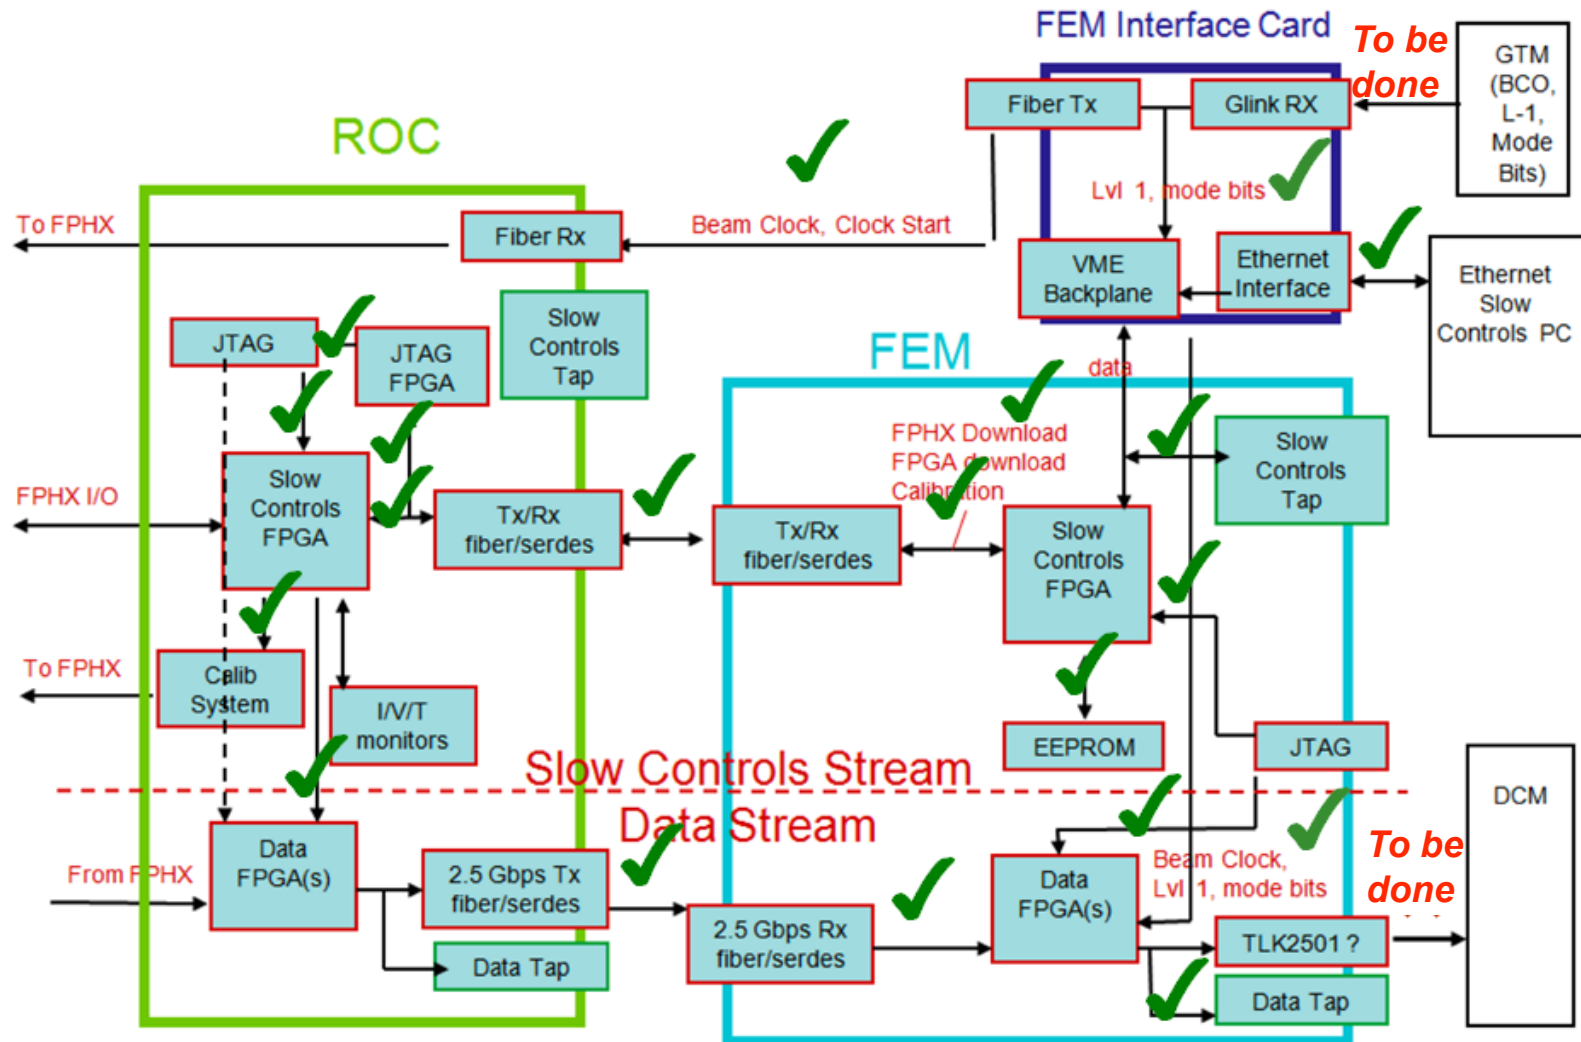 FEM Interface Card
To be
done
GTM
(BCO,
L-1,
Mode
Bits)
Fiber Tx
Glink RX
ROC
Lvl 1, mode bits
To FPHX
Fiber Rx
Beam Clock, Clock Start
VME
Backplane
Ethernet
Interface
Ethernet
Slow
Controls PC
JTAG
JTAG
FPGA
Slow
Controls
Tap
FEM
data
FPHX Download
FPGA download
Calibration
Slow
Controls
Tap
FPHX I/O
Slow
Controls
FPGA
Tx/Rx
fiber/serdes
Tx/Rx
fiber/serdes
Slow
Controls
FPGA
To FPHX
Calib
System
I/V/T
monitors
EEPROM
JTAG
Slow Controls Stream
Data Stream
DCM
From FPHX
Data
FPGA(s)
2.5 Gbps Tx
fiber/serdes
Data Tap
2.5 Gbps Rx
fiber/serdes
Data
FPGA(s)
Beam Clock,
Lvl 1, mode bits
To be
done
TLK2501 ?
Data Tap